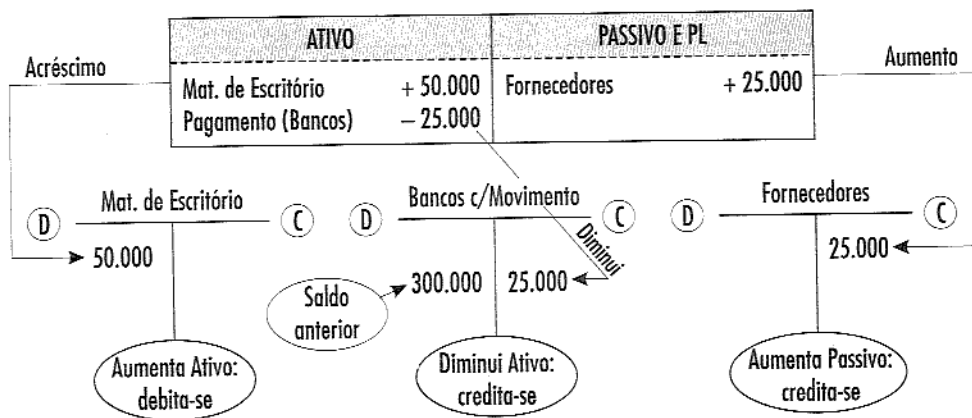 ATIVO PASSIVO E PL
Acréscimo Aumento
Mat. de Escritório + 50.000 Fornecedores + 25.000
Pagamento (Bancos) – 25.000
Mat. de Escritório Bancos c/Movimento Fornecedores
D C D C D C
Diminui
50.000 300.000 25.000 25.000
Saldo
anterior
Aumenta Ativo:
debita-se
Diminui Ativo:
credita-se
Aumenta Passivo:
credita-se